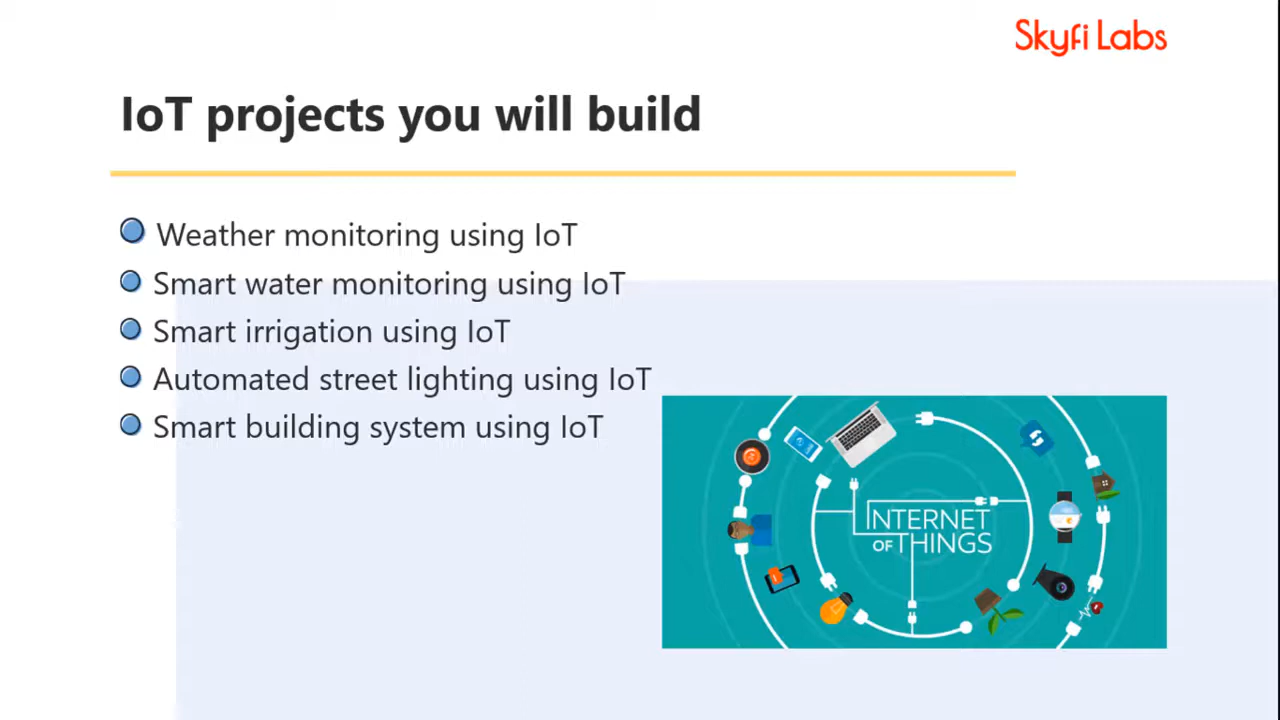 Skyfi Labs
IoT projects you will build
Weather monitoring using IoT
Smart water monitoring using IoT
Smart irrigation using IoT
Automated street lighting using IoT
Smart building system using IoT
INTERNET
OF THINGS